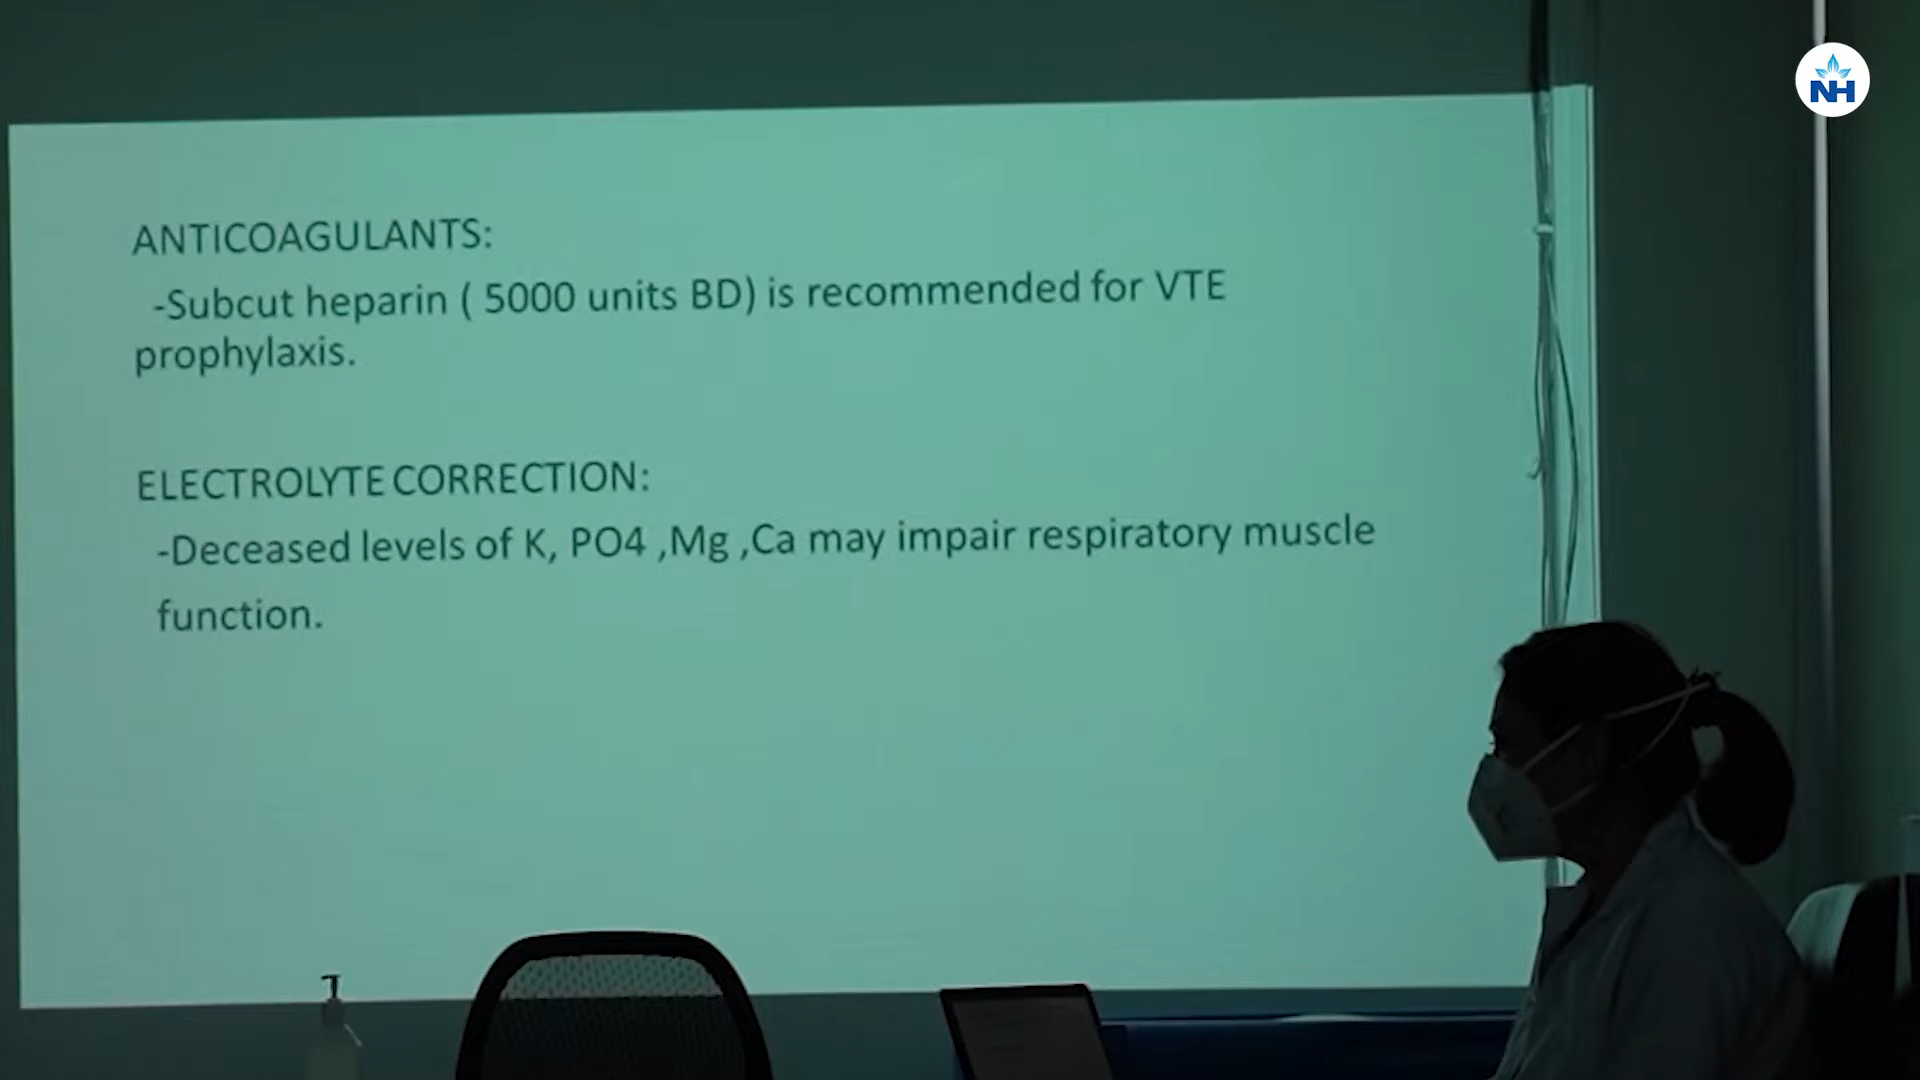 NH
ANTICOAGULANTS:
-Subcut heparin ( 5000 units BD) is recommended for VTE
prophylaxis.
ELECTROLYTE CORRECTION:
-Deceased levels of K, PO4 ,Mg ,Ca may impair respiratory muscle
function.